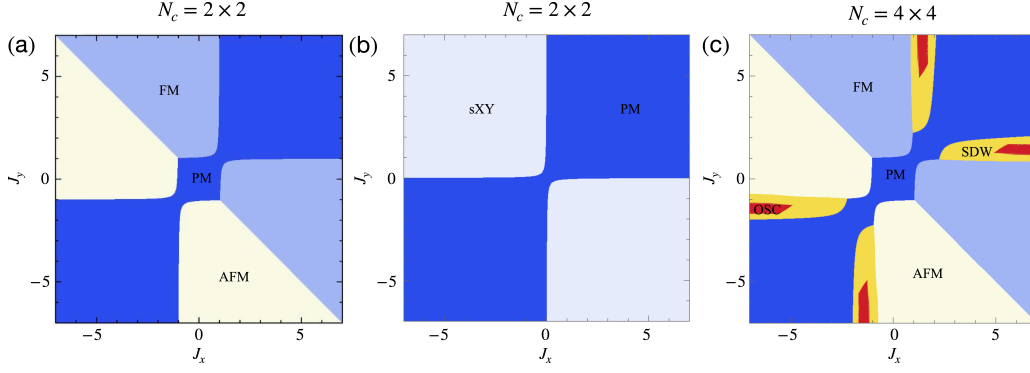 N_c = 2 × 2
N_c = 2 × 2
N_c = 4 × 4
(a)
5
0
−5
J_y
−5
0
5
J_x
FM
PM
AFM
(b)
5
0
−5
J_y
−5
0
5
J_x
sXY
PM
(c)
5
0
−5
J_y
−5
0
5
J_x
FM
SDW
PM
OSC
AFM